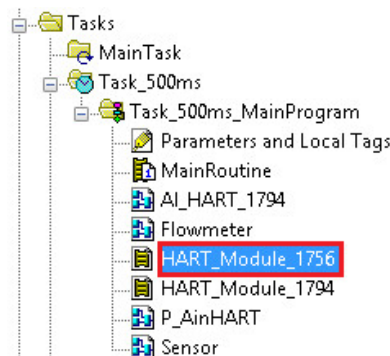 Tasks
MainTask
Task_500ms
Task_500ms_MainProgram
Parameters and Local Tags
MainRoutine
AI_HART_1794
Flowmeter
HART_Module_1756
HART_Module_1794
P_AinHART
Sensor